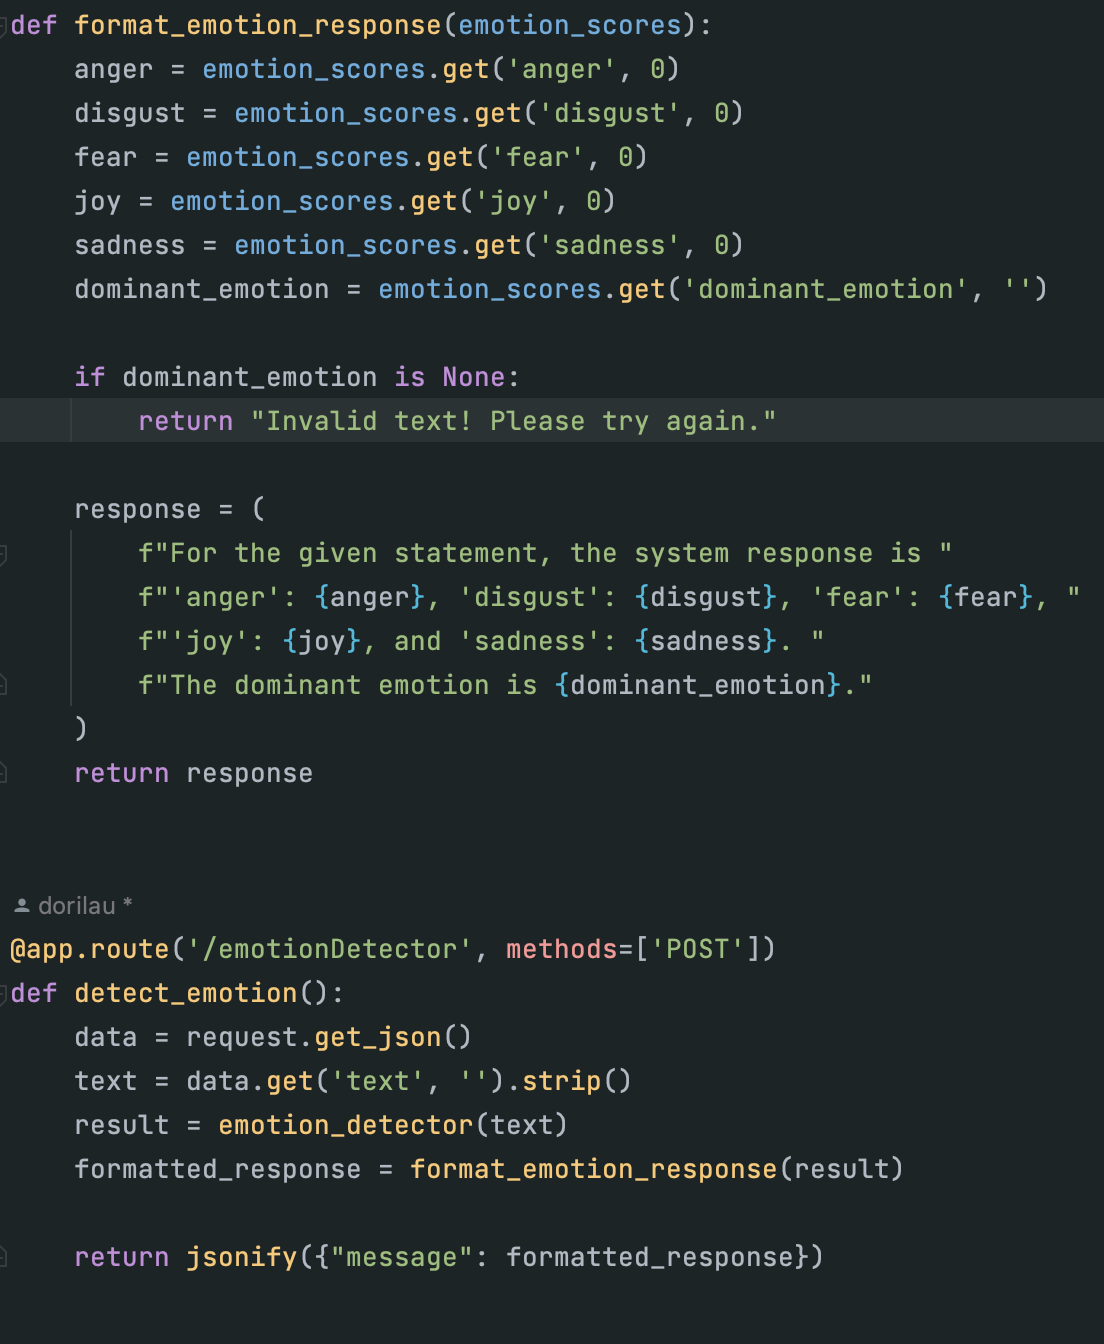 def format_emotion_response(emotion_scores):
    anger = emotion_scores.get('anger', 0)
    disgust = emotion_scores.get('disgust', 0)
    fear = emotion_scores.get('fear', 0)
    joy = emotion_scores.get('joy', 0)
    sadness = emotion_scores.get('sadness', 0)
    dominant_emotion = emotion_scores.get('dominant_emotion', '')

    if dominant_emotion is None:
        return "Invalid text! Please try again."

    response = (
        f"For the given statement, the system response is "
        f"'anger': {anger}, 'disgust': {disgust}, 'fear': {fear}, "
        f"'joy': {joy}, and 'sadness': {sadness}. "
        f"The dominant emotion is {dominant_emotion}."
    )
    return response

dorilau *
@app.route('/emotionDetector', methods=['POST'])
def detect_emotion():
    data = request.get_json()
    text = data.get('text', '').strip()
    result = emotion_detector(text)
    formatted_response = format_emotion_response(result)

    return jsonify({"message": formatted_response})